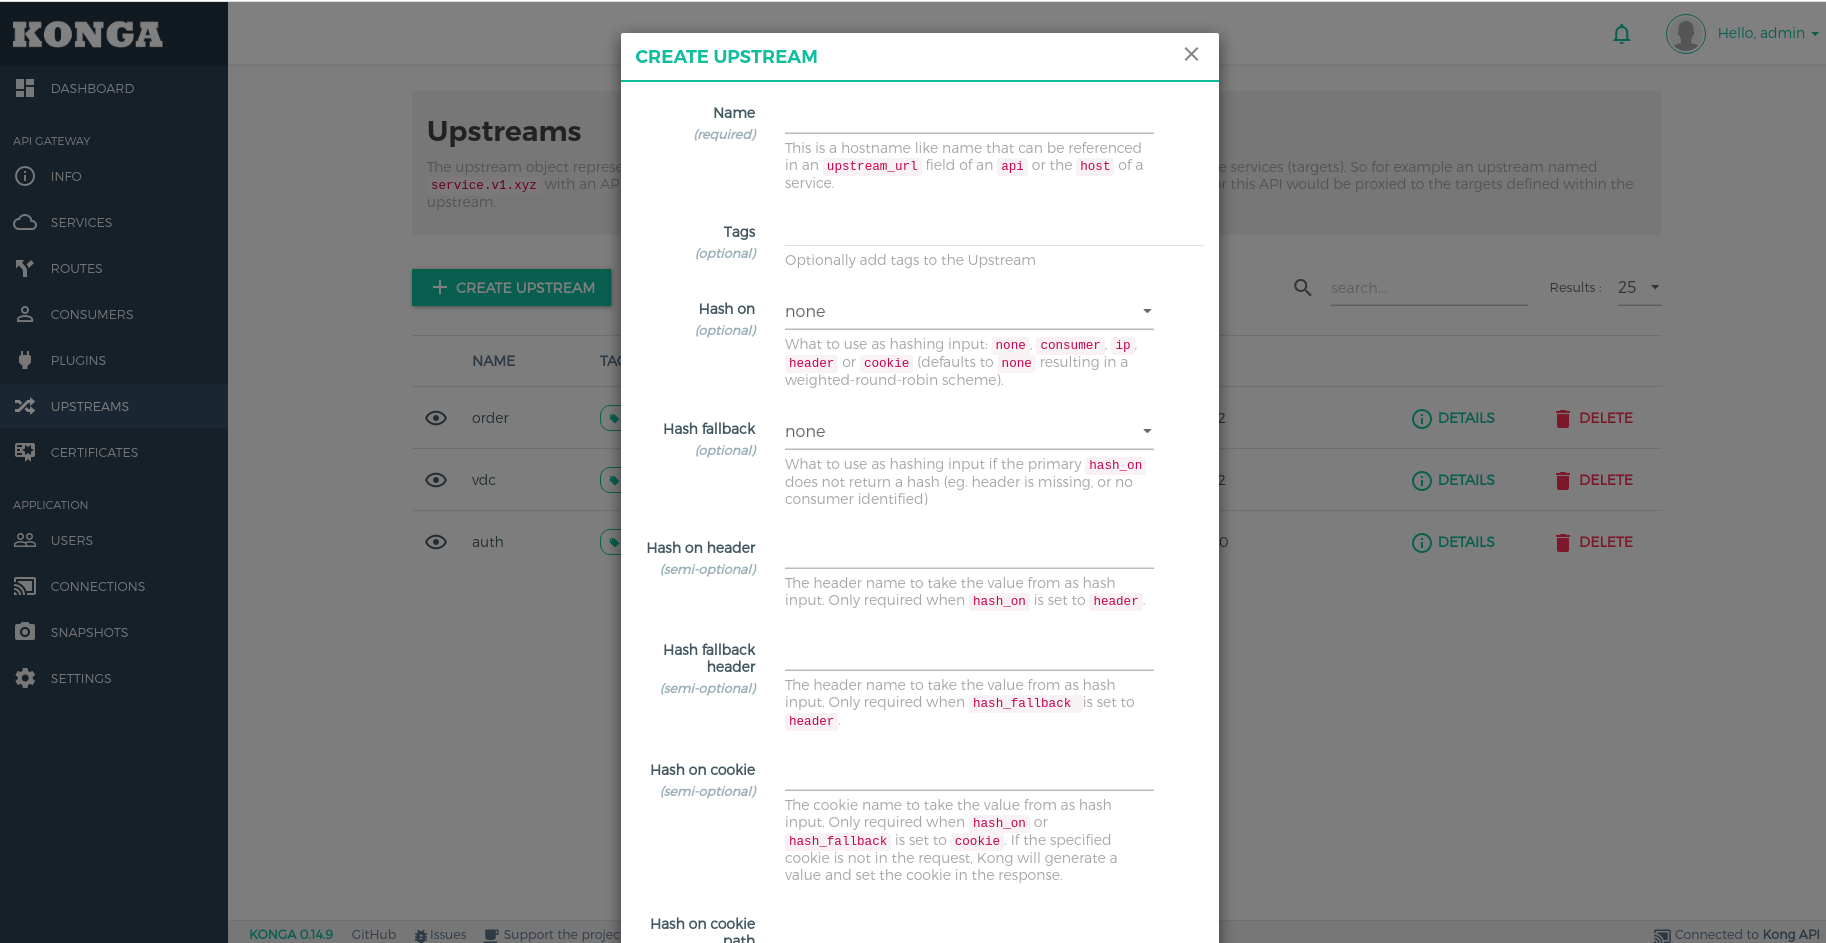 KONGA
DASHBOARD
API GATEWAY
INFO
SERVICES
ROUTES
CONSUMERS
PLUGINS
UPSTREAMS
CERTIFICATES
APPLICATION
USERS
CONNECTIONS
SNAPSHOTS
SETTINGS
Hello, admin
Upstreams
The upstream object represe
e services (targets). So for example an upstream named
service.v1.xyz with an AP
or this API would be proxied to the targets defined within the
upstream.
CREATE UPSTREAM
search...
Results :
25
NAME
order
DETAILS
DELETE
vdc
DETAILS
DELETE
auth
DETAILS
DELETE
CREATE UPSTREAM
Name
(required)
This is a hostname like name that can be referenced
in an upstream_url field of an api or the host of a
service.
Tags
(optional)
Optionally add tags to the Upstream
Hash on
(optional)
none
What to use as hashing input: none, consumer, ip,
header or cookie (defaults to none resulting in a
weighted-round-robin scheme).
Hash fallback
(optional)
none
What to use as hashing input if the primary hash_on
does not return a hash (eg. header is missing, or no
consumer identified)
Hash on header
(semi-optional)
The header name to take the value from as hash
input. Only required when hash_on is set to header.
Hash fallback
header
(semi-optional)
The header name to take the value from as hash
input. Only required when hash_fallback is set to
header.
Hash on cookie
(semi-optional)
The cookie name to take the value from as hash
input. Only required when hash_on or
hash_fallback is set to cookie. If the specified
cookie is not in the request, Kong will generate a
value and set the cookie in the response.
Hash on cookie
path
KONGA 0.14.9
GitHub
Issues
Support the projec
Connected to Kong API